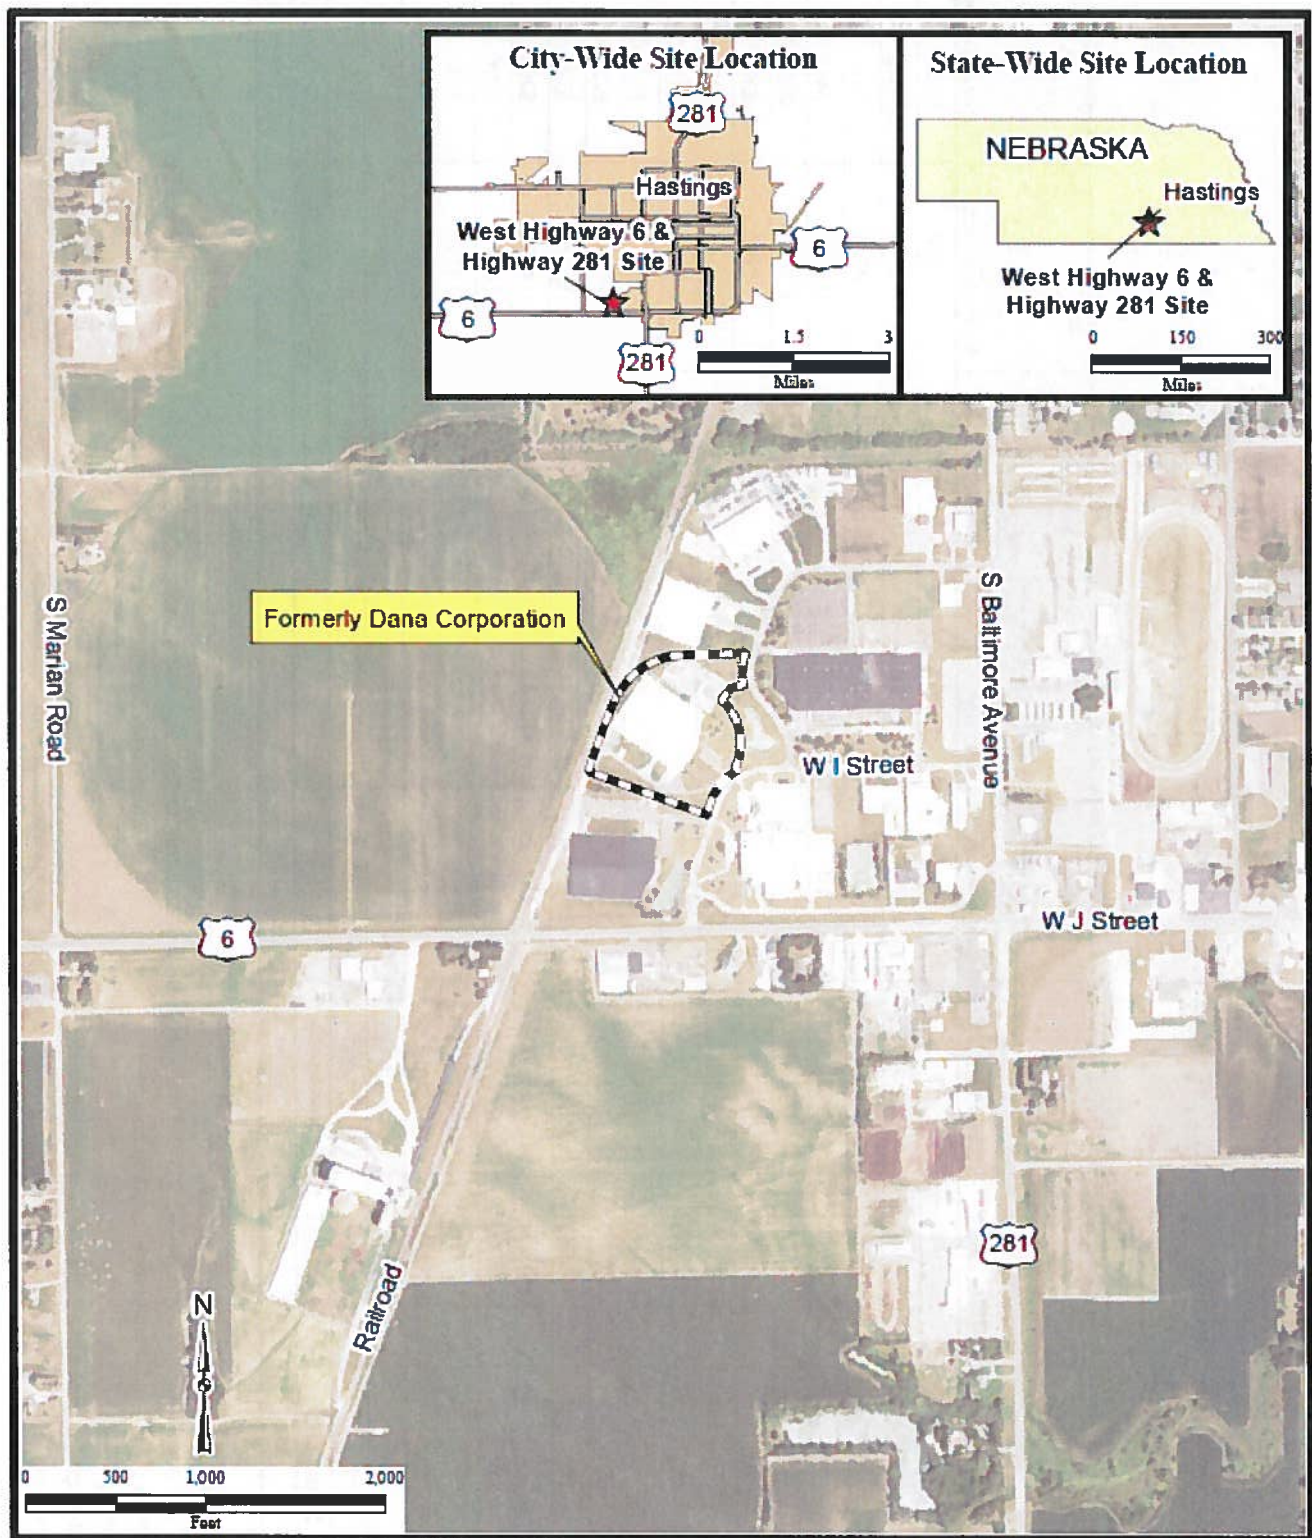 City-Wide Site Location
281
Hastings
West Highway 6 &
Highway 281 Site
6
6
281
0 1.5 3
Miles
State-Wide Site Location
NEBRASKA
Hastings
West Highway 6 &
Highway 281 Site
0 150 300
Miles
Formerly Dana Corporation
S Marian Road
S Baltimore Avenue
W I Street
W J Street
6
281
Railroad
N
0 500 1,000 2,000
Feet